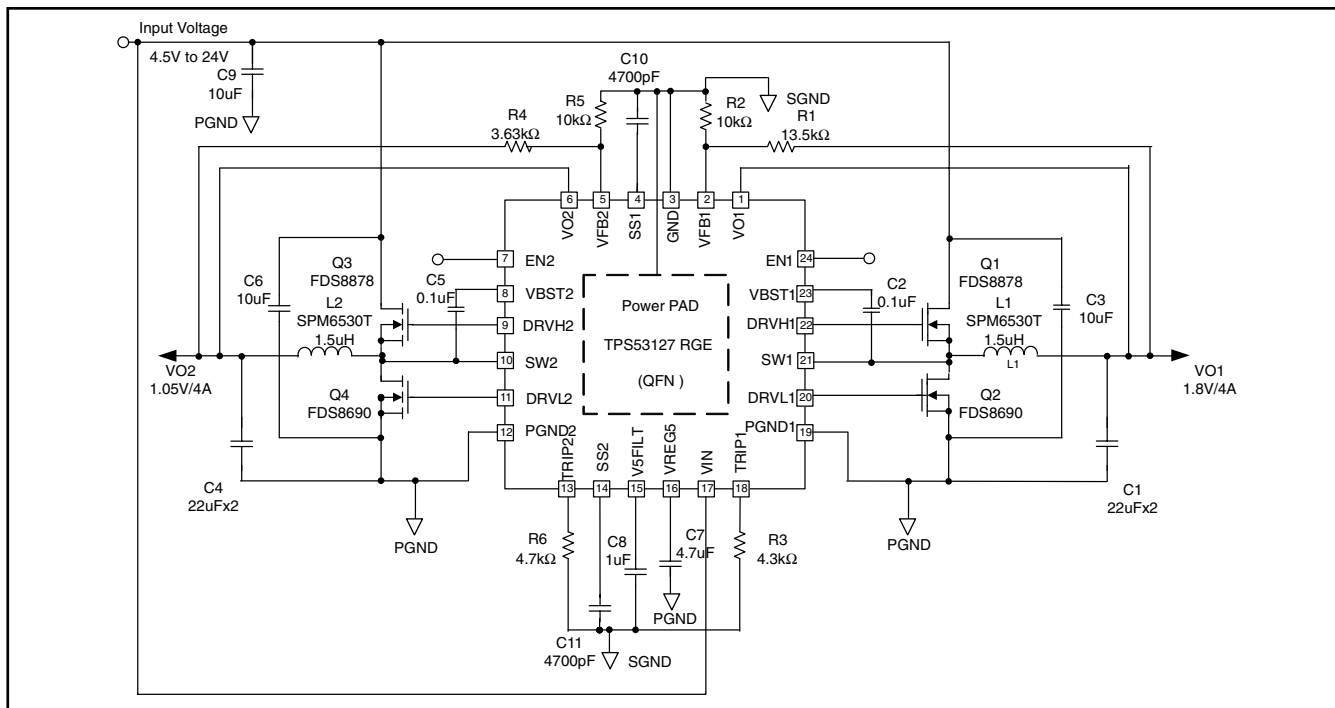 Input Voltage
4.5V to 24V
C9
10uF
PGND
C10
4700pF
SGND
R5
10kΩ
R2
10kΩ
R4
3.63kΩ
R1
13.5kΩ
6
5
4
3
2
1
VO2
VFB2
SS1
GND
VFB1
VO1
7
EN2
EN1
24
8
VBST2
VBST1
23
9
DRVH2
DRVH1
22
10
SW2
SW1
21
11
DRVL2
DRVL1
20
12
PGND2
PGND1
19
Power PAD
TPS53127 RGE
(QFN )
Q3
FDS8878
C6
10uF
L2
SPM6530T
1.5uH
C5
0.1uF
VO2
1.05V/4A
Q4
FDS8690
C4
22uFx2
PGND
Q1
FDS8878
C2
0.1uF
L1
SPM6530T
1.5uH
L1
C3
10uF
VO1
1.8V/4A
Q2
FDS8690
C1
22uFx2
PGND
TRIP2
SS2
V5FILT
VREG5
VIN
TRIP1
13
14
15
16
17
18
R6
4.7kΩ
C8
1uF
C7
4.7uF
R3
4.3kΩ
PGND
C11
4700pF
SGND